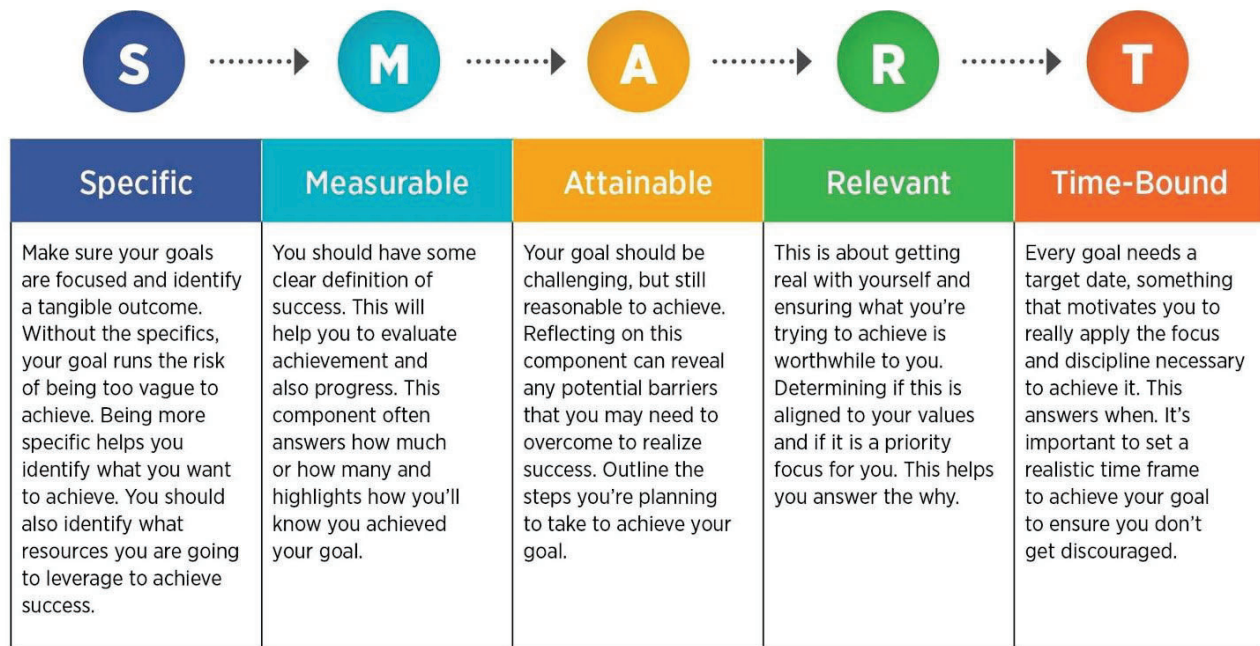 S
M
A
R
T
Specific
Measurable
Attainable
Relevant
Time-Bound
Make sure your goals
are focused and identify
a tangible outcome.
Without the specifics,
your goal runs the risk
of being too vague to
achieve. Being more
specific helps you
identify what you want
to achieve. You should
also identify what
resources you are going
to leverage to achieve
success.
You should have some
clear definition of
success. This will
help you to evaluate
achievement and
also progress. This
component often
answers how much
or how many and
highlights how you’ll
know you achieved
your goal.
Your goal should be
challenging, but still
reasonable to achieve.
Reflecting on this
component can reveal
any potential barriers
that you may need to
overcome to realize
success. Outline the
steps you’re planning
to take to achieve your
goal.
This is about getting
real with yourself and
ensuring what you’re
trying to achieve is
worthwhile to you.
Determining if this is
aligned to your values
and if it is a priority
focus for you. This helps
you answer the why.
Every goal needs a
target date, something
that motivates you to
really apply the focus
and discipline necessary
to achieve it. This
answers when. It’s
important to set a
realistic time frame
to achieve your goal
to ensure you don’t
get discouraged.